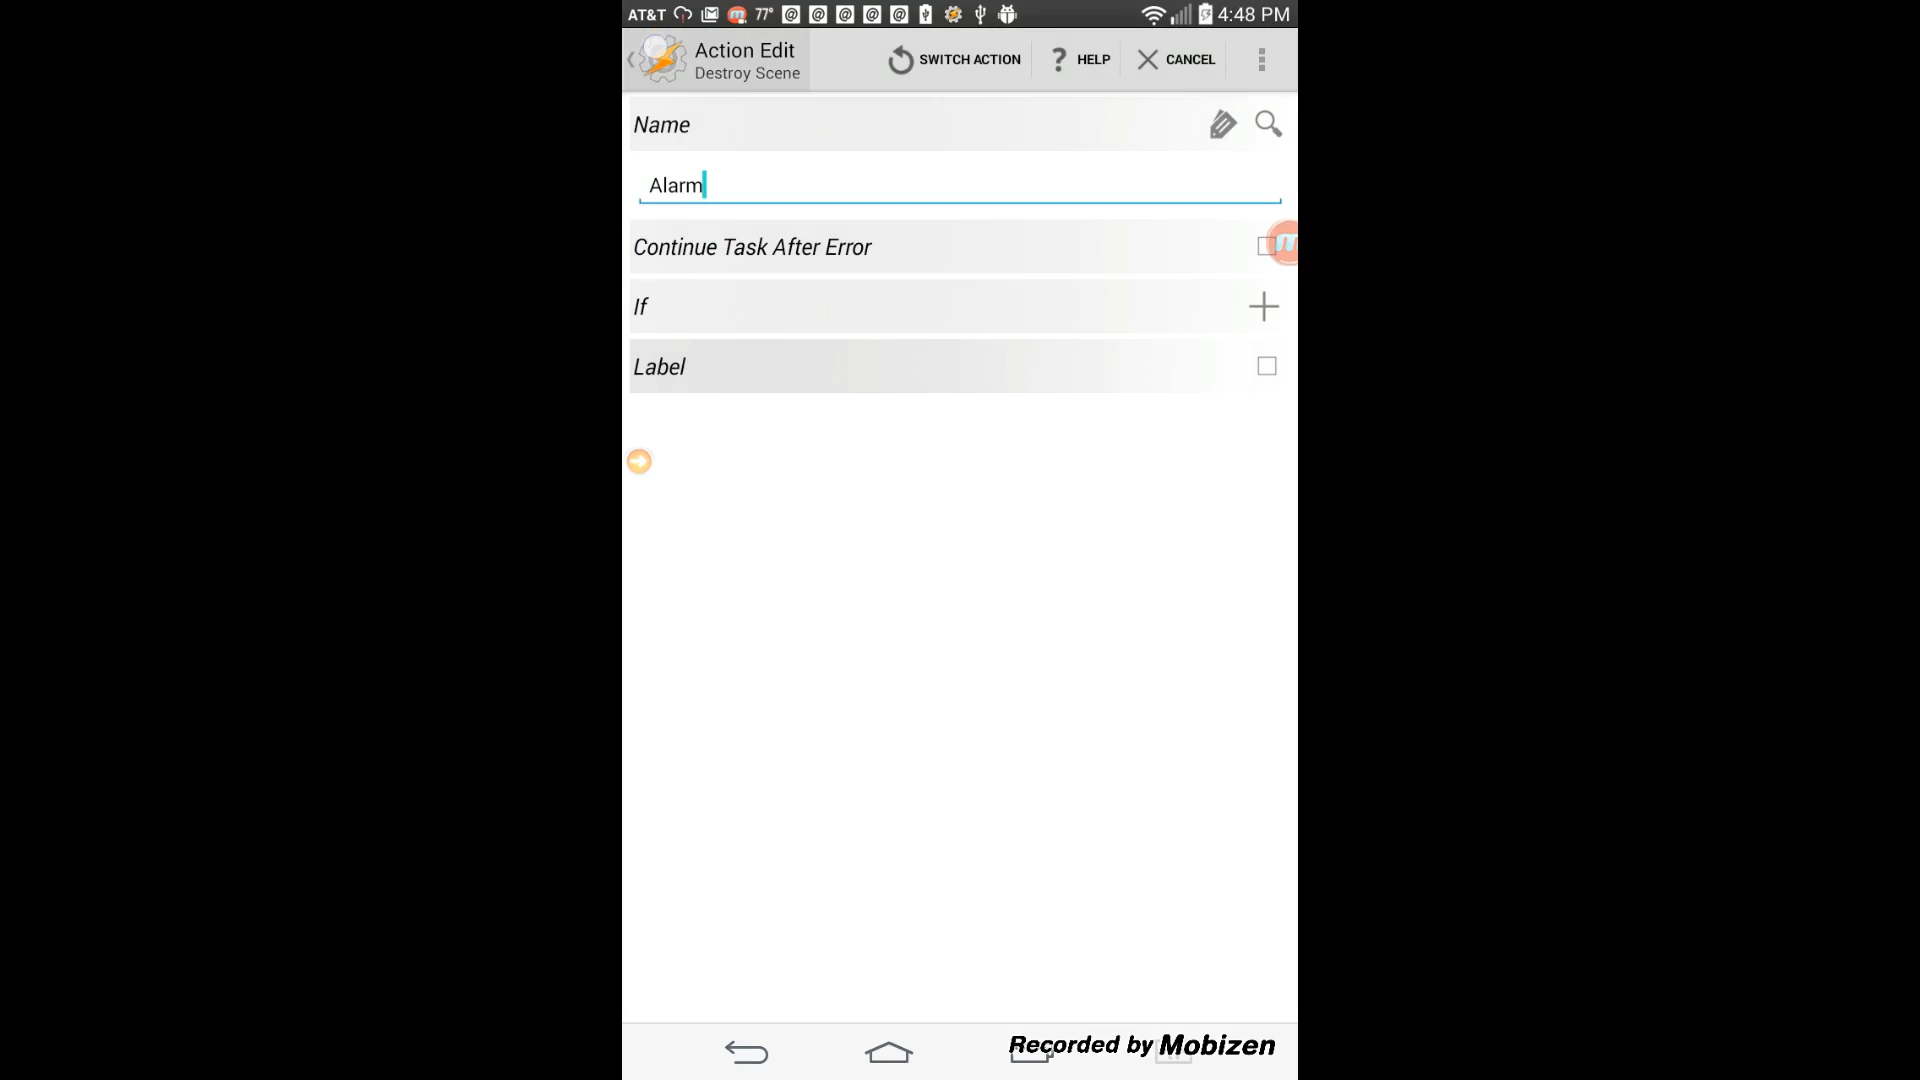 AT&T 77° 4:48 PM
Action Edit
Destroy Scene
SWITCH ACTION
? HELP
CANCEL
Name
Alarm
Continue Task After Error
m
If
Label
Recorded by Mobizen